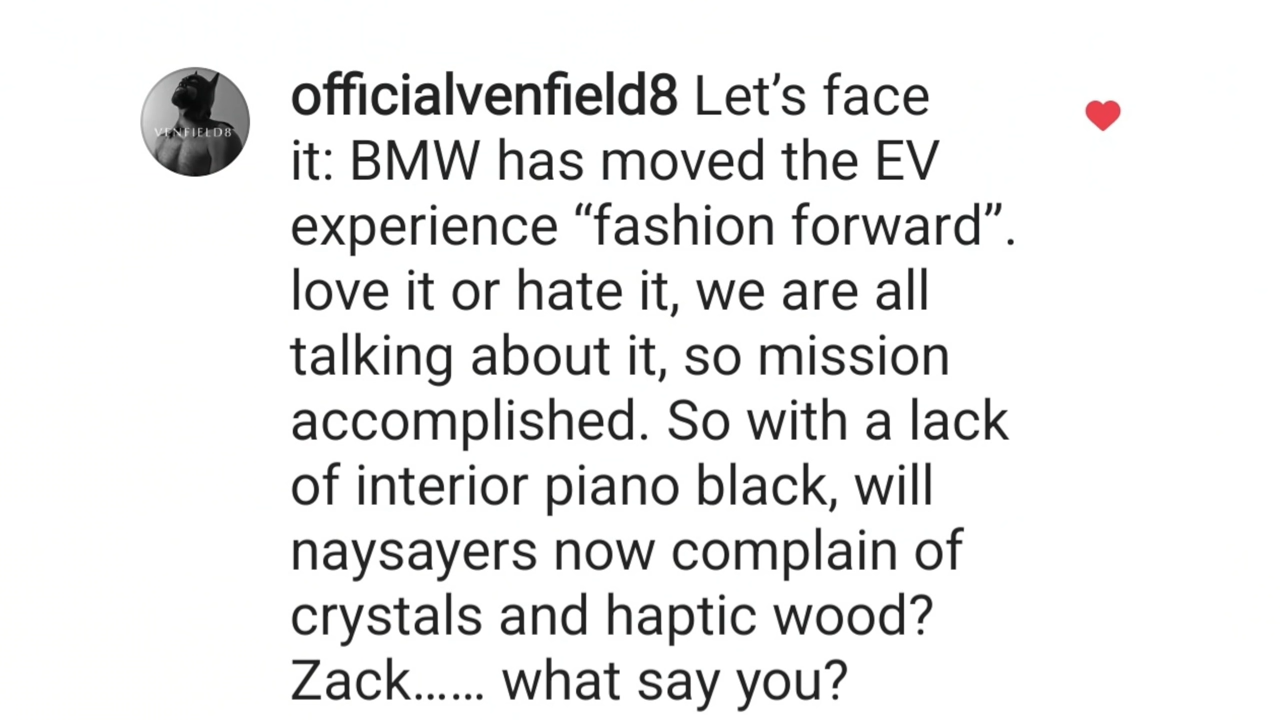 officialvenfield8 Let’s face
it: BMW has moved the EV
experience “fashion forward”.
love it or hate it, we are all
talking about it, so mission
accomplished. So with a lack
of interior piano black, will
naysayers now complain of
crystals and haptic wood?
Zack...... what say you?
VENFIELD8